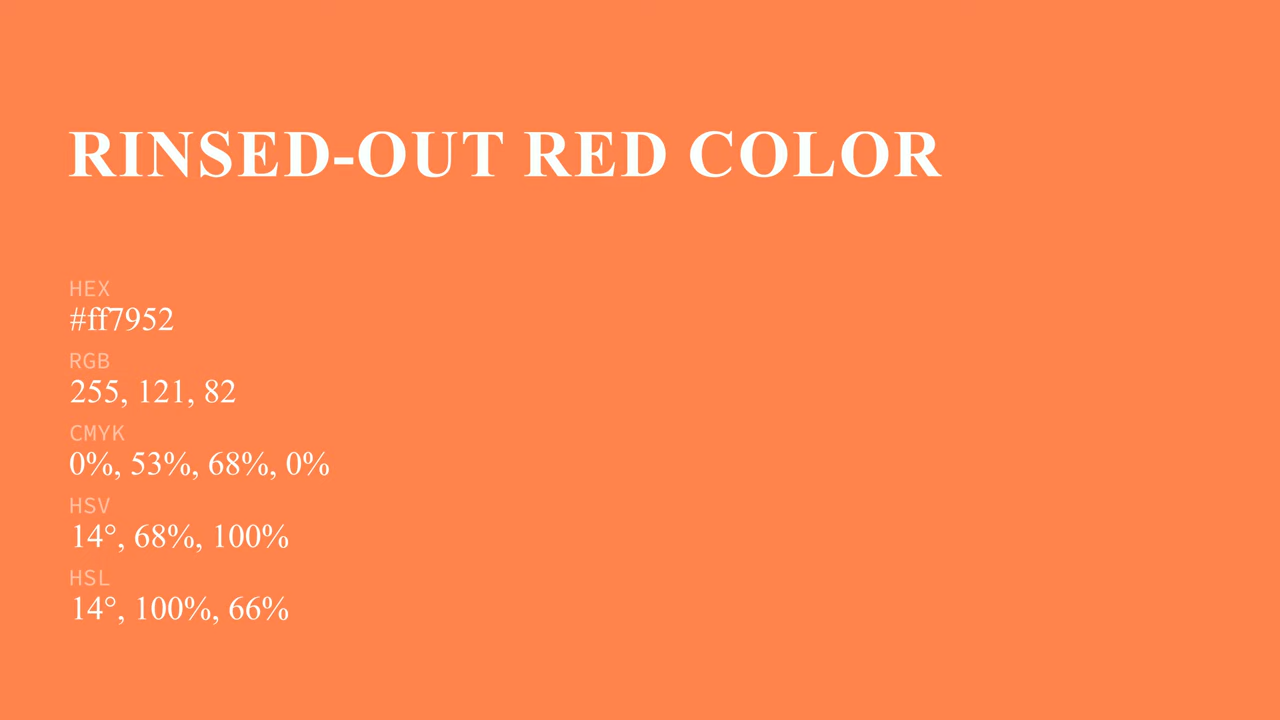 RINSED-OUT RED COLOR
HEX
#ff7952
RGB
255, 121, 82
CMYK
0%, 53%, 68%, 0%
HSV
14°, 68%, 100%
HSL
14°, 100%, 66%